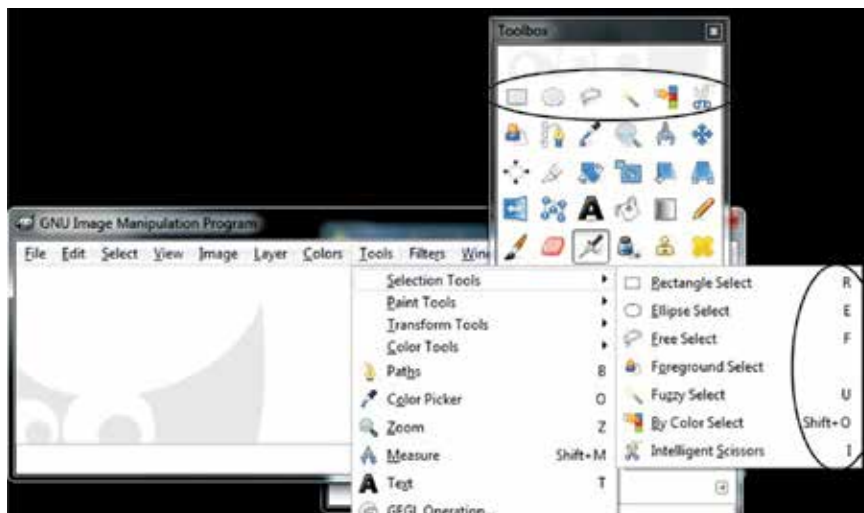 Toolbox
GNU Image Manipulation Program
File Edit Select View Image Layer Colors Tools Filters Wine
Selection Tools
Paint Tools
Transform Tools
Color Tools
Paths B
Color Picker O
Zoom Z
Measure Shift+M
Text T
GEGL Operation...
Rectangle Select R
Ellipse Select E
Free Select F
Foreground Select
Fuzzy Select U
By Color Select Shift+O
Intelligent Scissors I